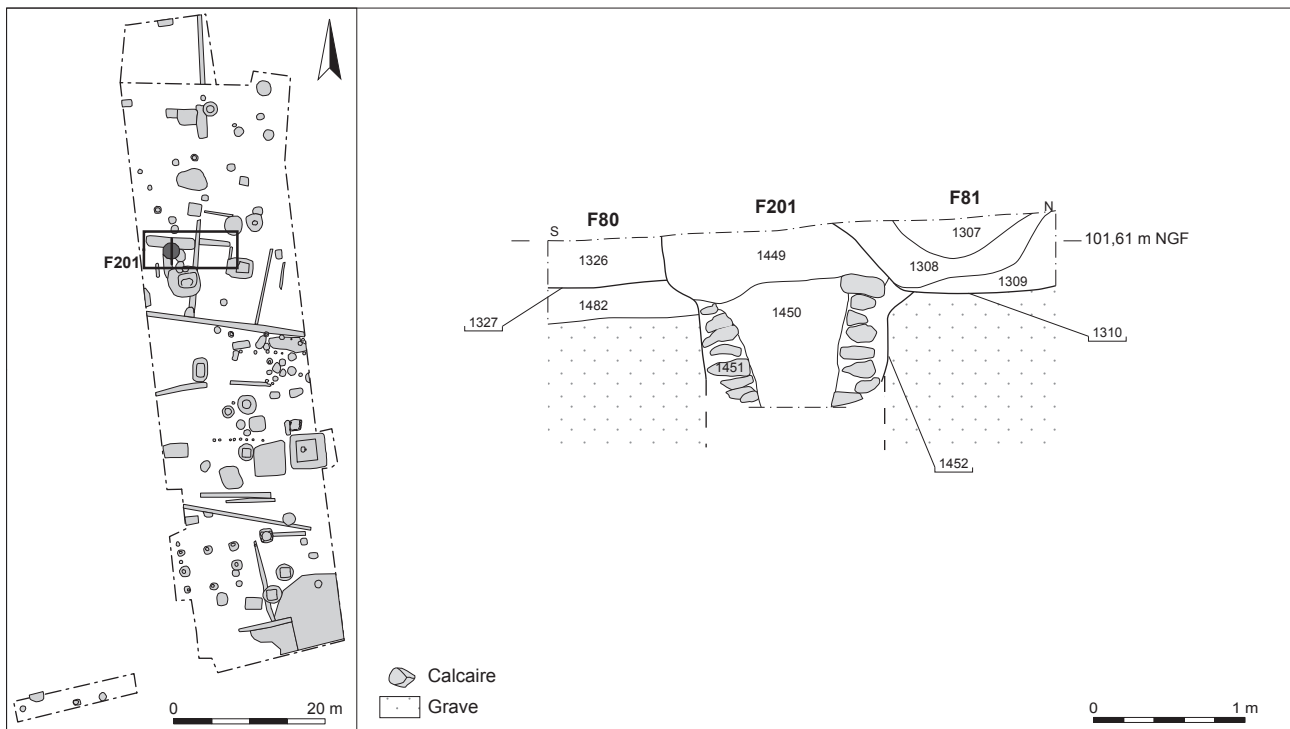 F201
0 20 m
F80
F201
F81
S
N
101,61 m NGF
1307
1326
1449
1308
1309
1482
1450
1327
1310
1451
1452
Calcaire
Grave
0 1 m